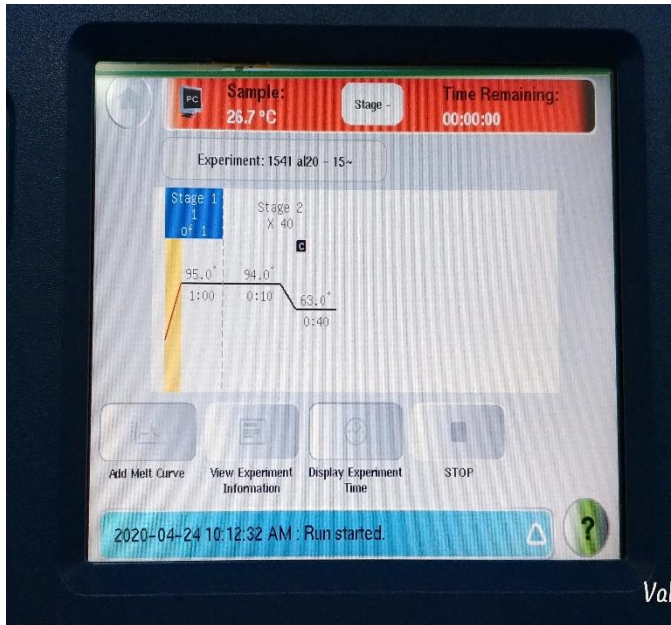 PC
Sample:
26.7 °C
Stage -
Time Remaining:
00:00:00
Experiment: 1541 al20 - 15~
Stage 1
1
of 1
Stage 2
X 40
C
95.0°
1:00
94.0°
0:10
63.0°
0:40
Add Melt Curve
View Experiment
Information
Display Experiment
Time
STOP
2020-04-24 10:12:32 AM : Run started.
?